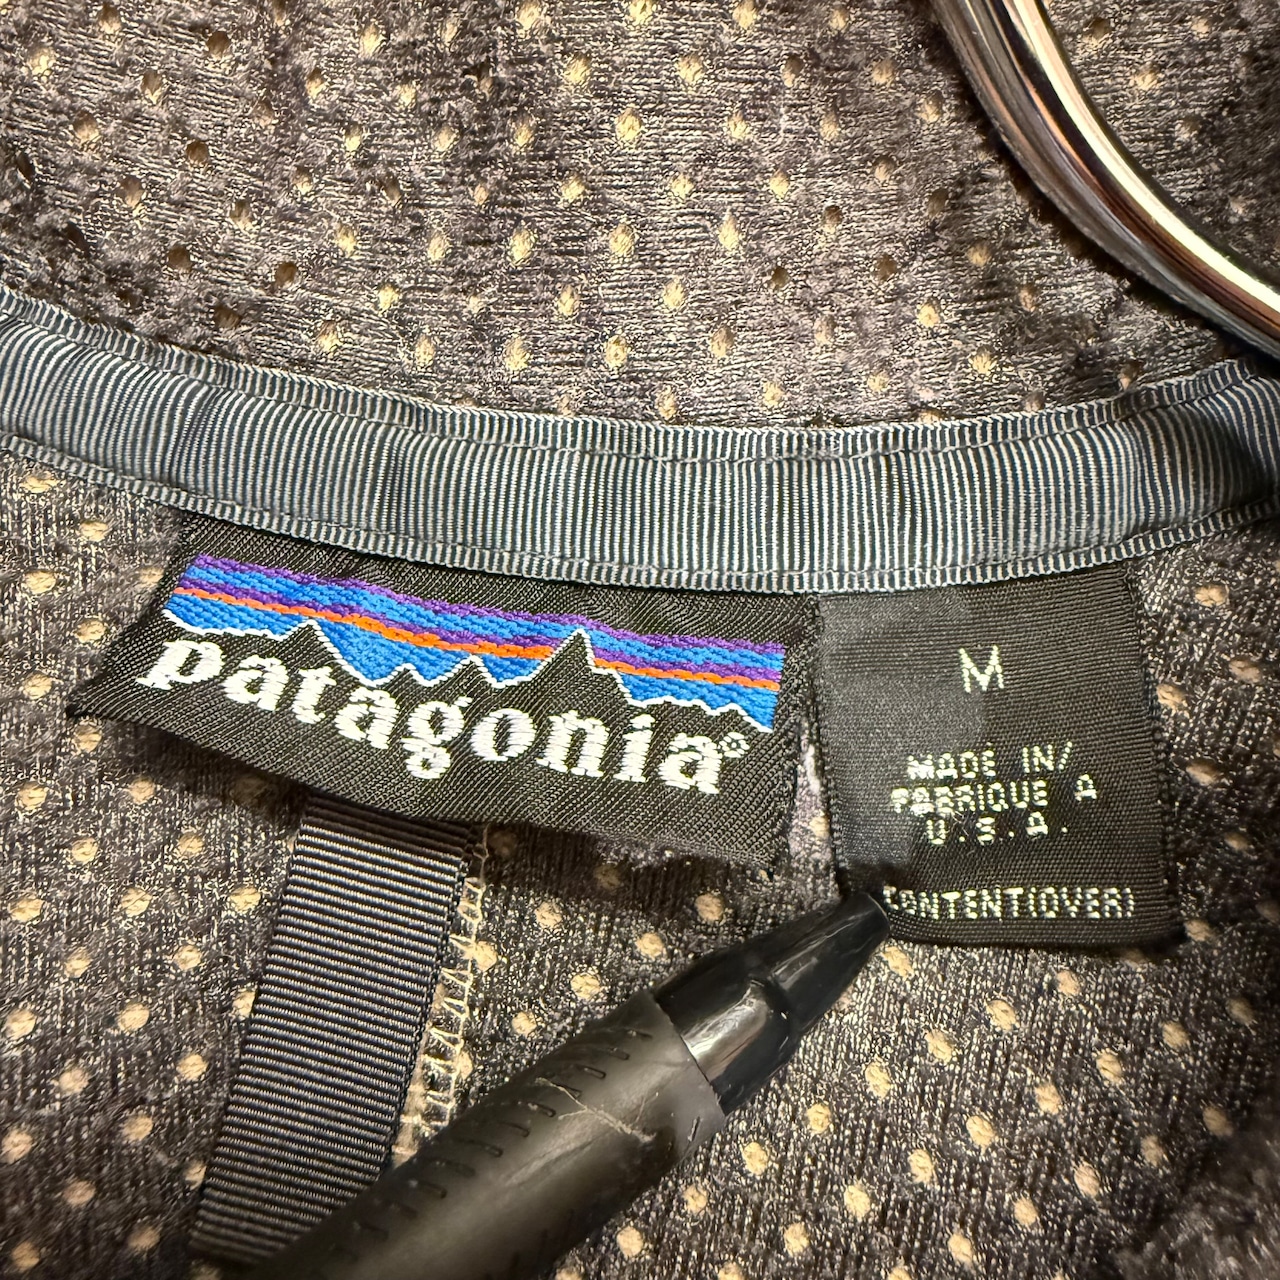 patagonia®
M
MADE IN/
FABRIQUE A
U.S.A.
CONTENT(OVER)